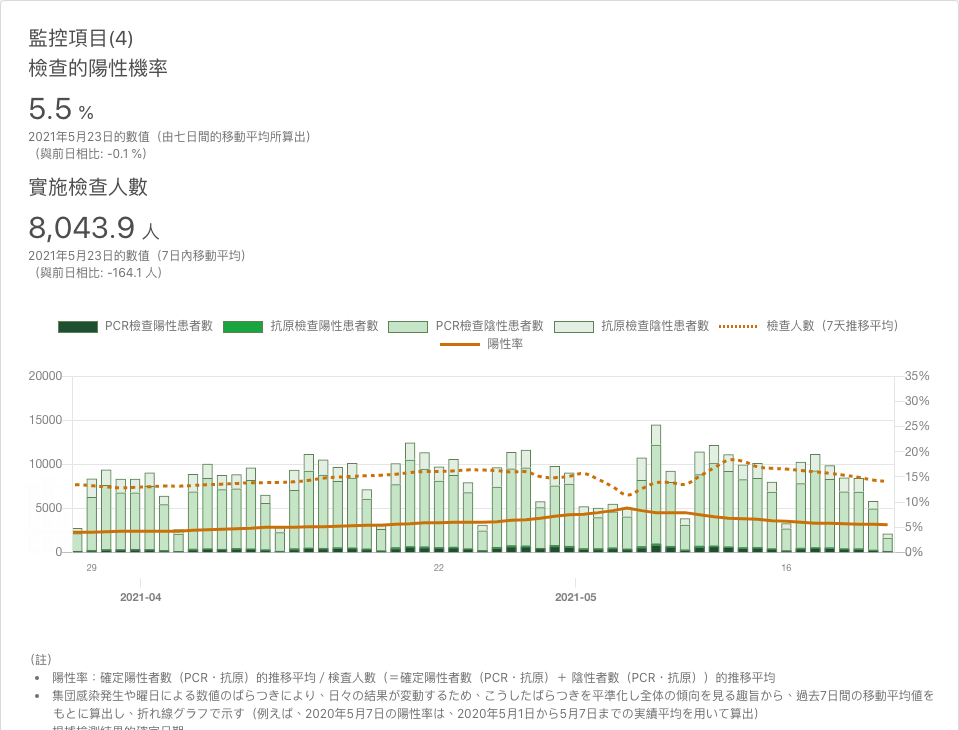 監控項目(4)
檢查的陽性機率
5.5 %
2021年5月23日的數值（由七日間的移動平均所算出）
（與前日相比: -0.1 %）
實施檢查人數
8,043.9 人
2021年5月23日的數值（7日內移動平均）
（與前日相比: -164.1 人）
PCR檢查陽性患者數 抗原檢查陽性患者數 PCR檢查陰性患者數 抗原檢查陰性患者數 檢查人數（7天推移平均）
陽性率
20000 35%
30%
15000 25%
20%
10000 15%
10%
5000 5%
0 0%
29 22 16
2021-04 2021-05
（註）
• 陽性率：確定陽性者數（PCR・抗原）的推移平均 / 検査人數（＝確定陽性者數（PCR・抗原）＋ 陰性者數（PCR・抗原））的推移平均
• 集団感染発生や曜日による数値のばらつきにより、日々の結果が変動するため、こうしたばらつきを平準化し全体の傾向を見る趣旨から、過去7日間の移動平均値を
もとに算出し、折れ線グラフで示す（例えば、2020年5月7日の陽性率は、2020年5月1日から5月7日までの実績平均を用いて算出）